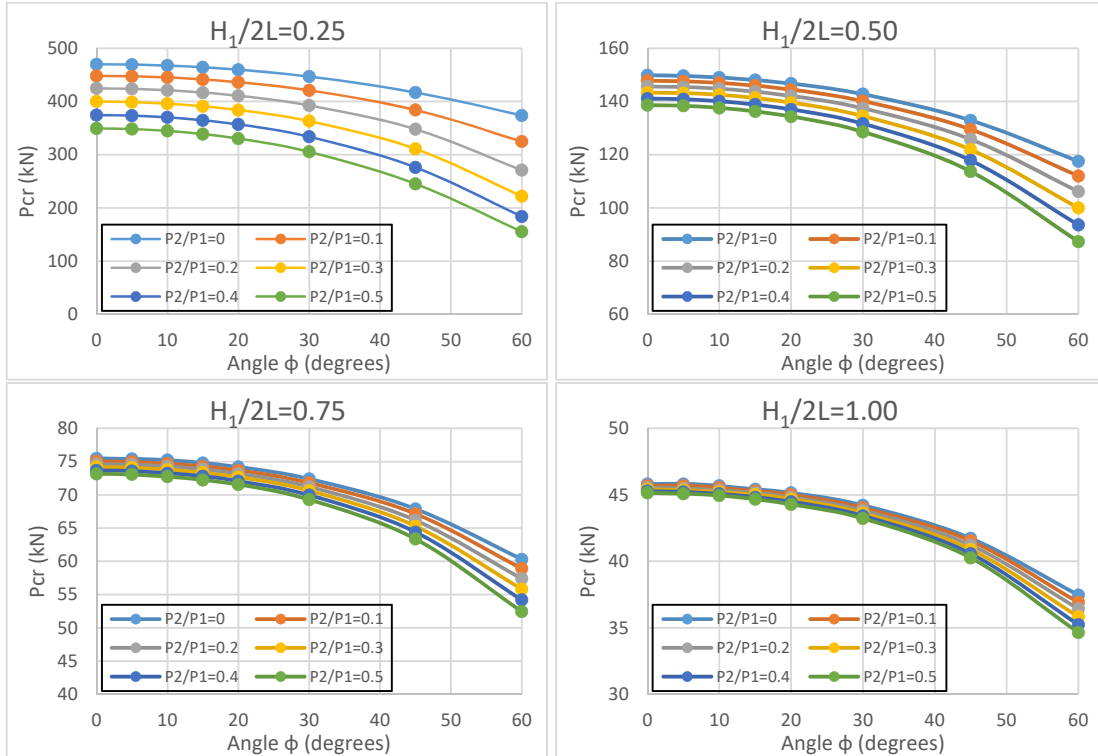 H₁/2L=0.25
500
400
300
200
100
0
Pcr (kN)
P2/P1=0 P2/P1=0.1
P2/P1=0.2 P2/P1=0.3
P2/P1=0.4 P2/P1=0.5
0 10 20 30 40 50 60
Angle ϕ (degrees)
H₁/2L=0.50
160
140
120
100
80
60
Pcr (kN)
P2/P1=0 P2/P1=0.1
P2/P1=0.2 P2/P1=0.3
P2/P1=0.4 P2/P1=0.5
0 10 20 30 40 50 60
Angle ϕ (degrees)
H₁/2L=0.75
80
75
70
65
60
55
50
45
40
Pcr (kN)
P2/P1=0 P2/P1=0.1
P2/P1=0.2 P2/P1=0.3
P2/P1=0.4 P2/P1=0.5
0 10 20 30 40 50 60
Angle ϕ (degrees)
H₁/2L=1.00
50
45
40
35
30
Pcr (kN)
P2/P1=0 P2/P1=0.1
P2/P1=0.2 P2/P1=0.3
P2/P1=0.4 P2/P1=0.5
0 10 20 30 40 50 60
Angle ϕ (degrees)